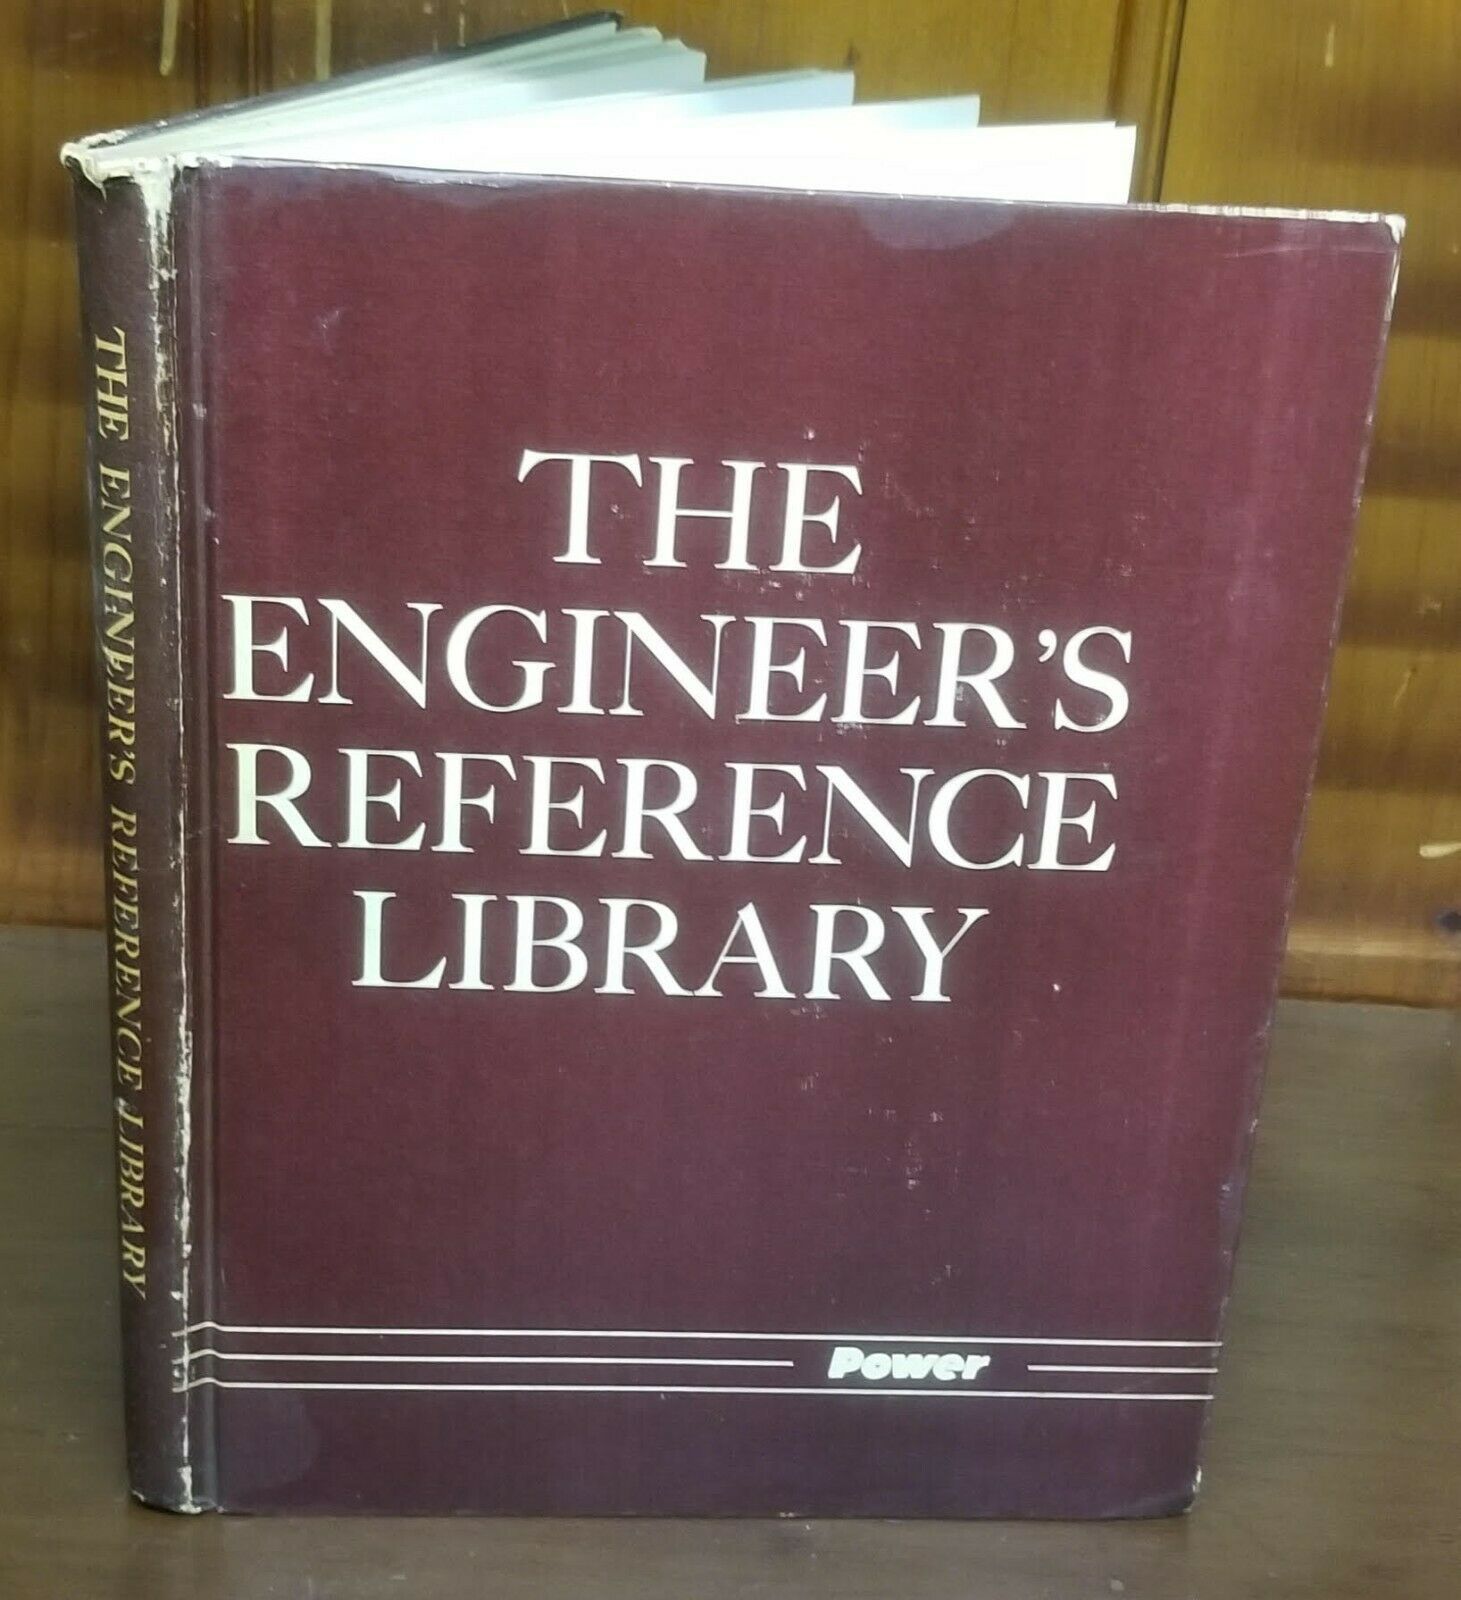 THE ENGINEER'S REFERENCE LIBRARY
THE
ENGINEER'S
REFERENCE
LIBRARY
Power